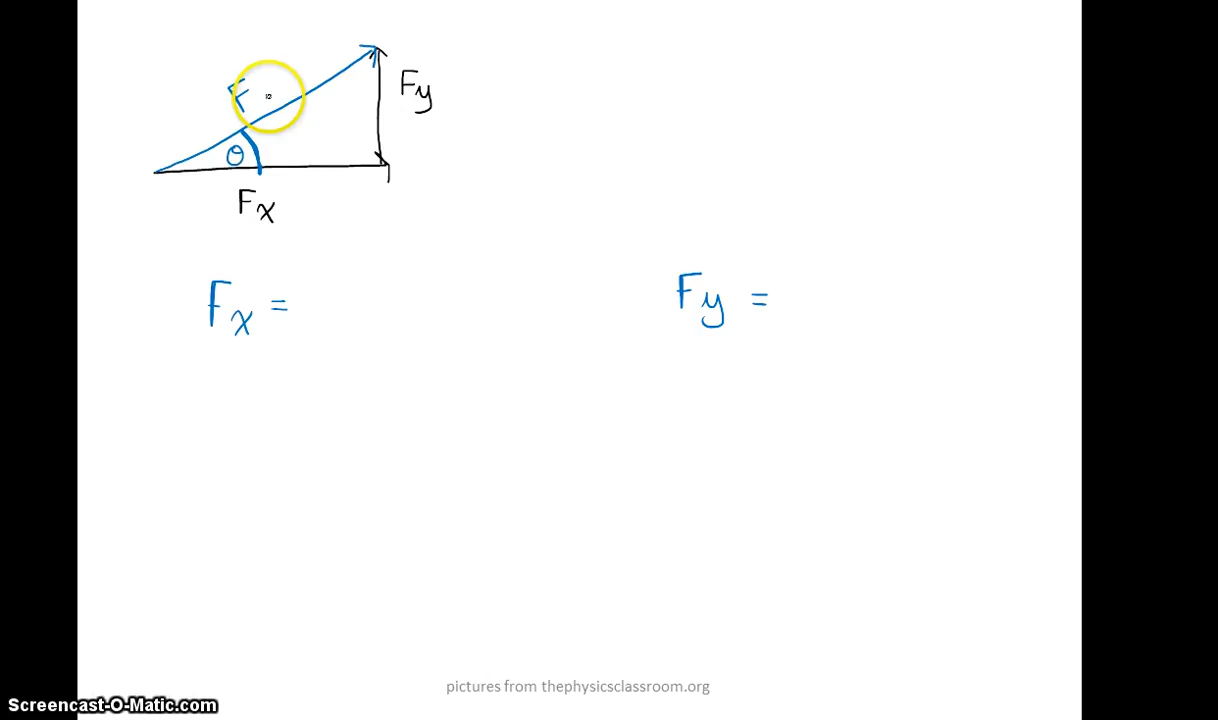 F
Fy
θ
Fx
Fx =
Fy =
pictures from thephysicsclassroom.org
Screencast-O-Matic.com